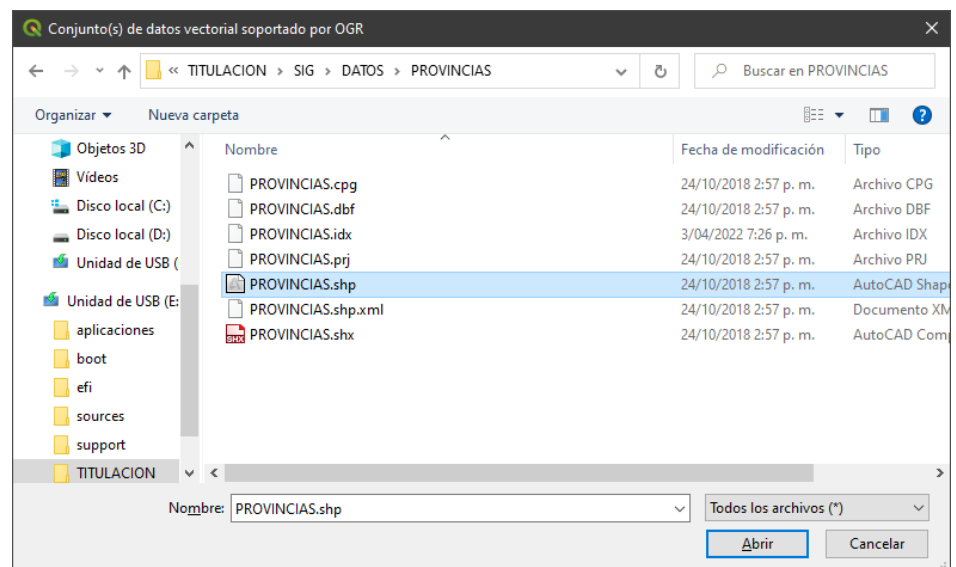 Conjunto(s) de datos vectorial soportado por OGR
« TITULACION > SIG > DATOS > PROVINCIAS
Buscar en PROVINCIAS
Organizar Nueva carpeta
Objetos 3D
Vídeos
Disco local (C:)
Disco local (D:)
Unidad de USB (
Unidad de USB (E:
aplicaciones
boot
efi
sources
support
TITULACION
Nombre Fecha de modificación Tipo
PROVINCIAS.cpg 24/10/2018 2:57 p. m. Archivo CPG
PROVINCIAS.dbf 24/10/2018 2:57 p. m. Archivo DBF
PROVINCIAS.idx 3/04/2022 7:26 p. m. Archivo IDX
PROVINCIAS.prj 24/10/2018 2:57 p. m. Archivo PRJ
PROVINCIAS.shp 24/10/2018 2:57 p. m. AutoCAD Shape
PROVINCIAS.shp.xml 24/10/2018 2:57 p. m. Documento XM
SHX PROVINCIAS.shx 24/10/2018 2:57 p. m. AutoCAD Com
Nombre: PROVINCIAS.shp Todos los archivos (*)
Abrir Cancelar